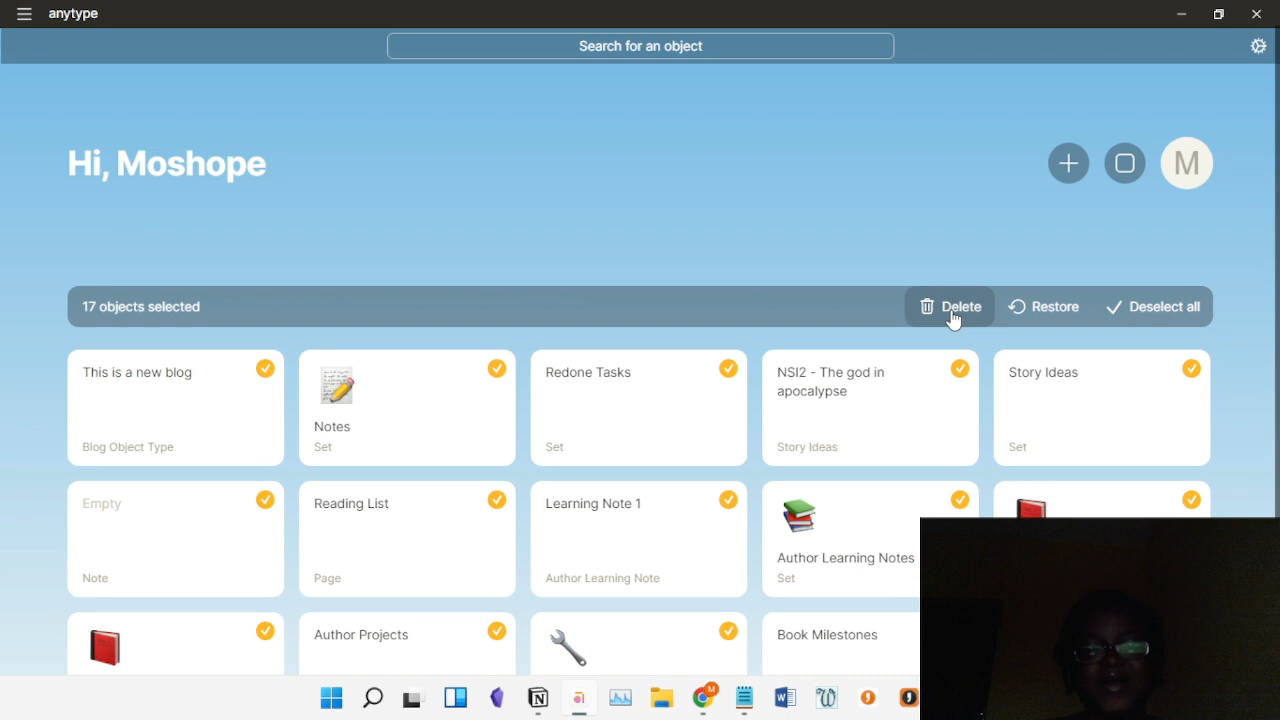 anytype
Search for an object
Hi, Moshope
M
17 objects selected
Delete
Restore
Deselect all
This is a new blog
Blog Object Type
Notes
Set
Redone Tasks
Set
NSI2 - The god in
apocalypse
Story Ideas
Story Ideas
Set
Empty
Note
Reading List
Page
Learning Note 1
Author Learning Note
Author Learning Notes
Set
Author Projects
Book Milestones